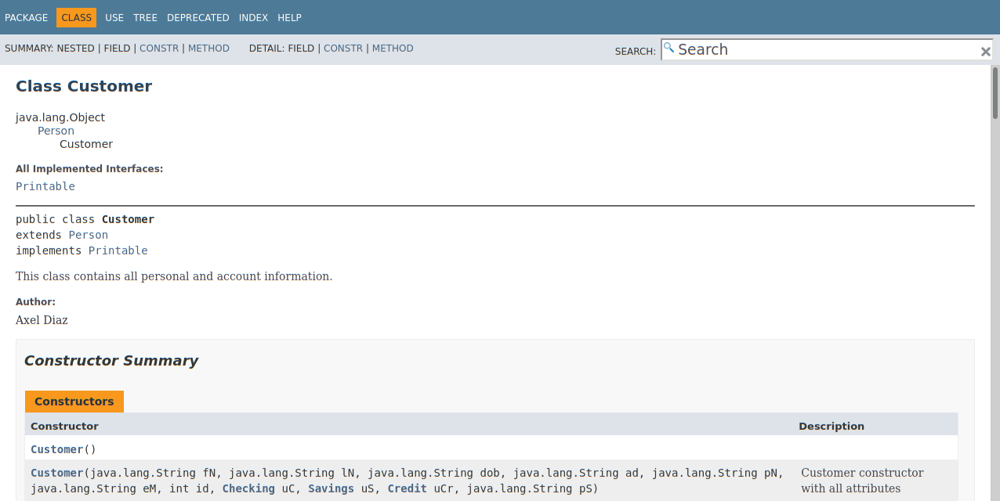 PACKAGE CLASS USE TREE DEPRECATED INDEX HELP
SUMMARY: NESTED | FIELD | CONSTR | METHOD DETAIL: FIELD | CONSTR | METHOD SEARCH: Search
Class Customer
java.lang.Object
Person
Customer
All Implemented Interfaces:
Printable
public class Customer
extends Person
implements Printable
This class contains all personal and account information.
Author:
Axel Diaz
Constructor Summary
Constructors
Constructor Description
Customer()
Customer(java.lang.String fN, java.lang.String lN, java.lang.String dob, java.lang.String ad, java.lang.String pN, Customer constructor
java.lang.String eM, int id, Checking uC, Savings uS, Credit uCr, java.lang.String pS) with all attributes